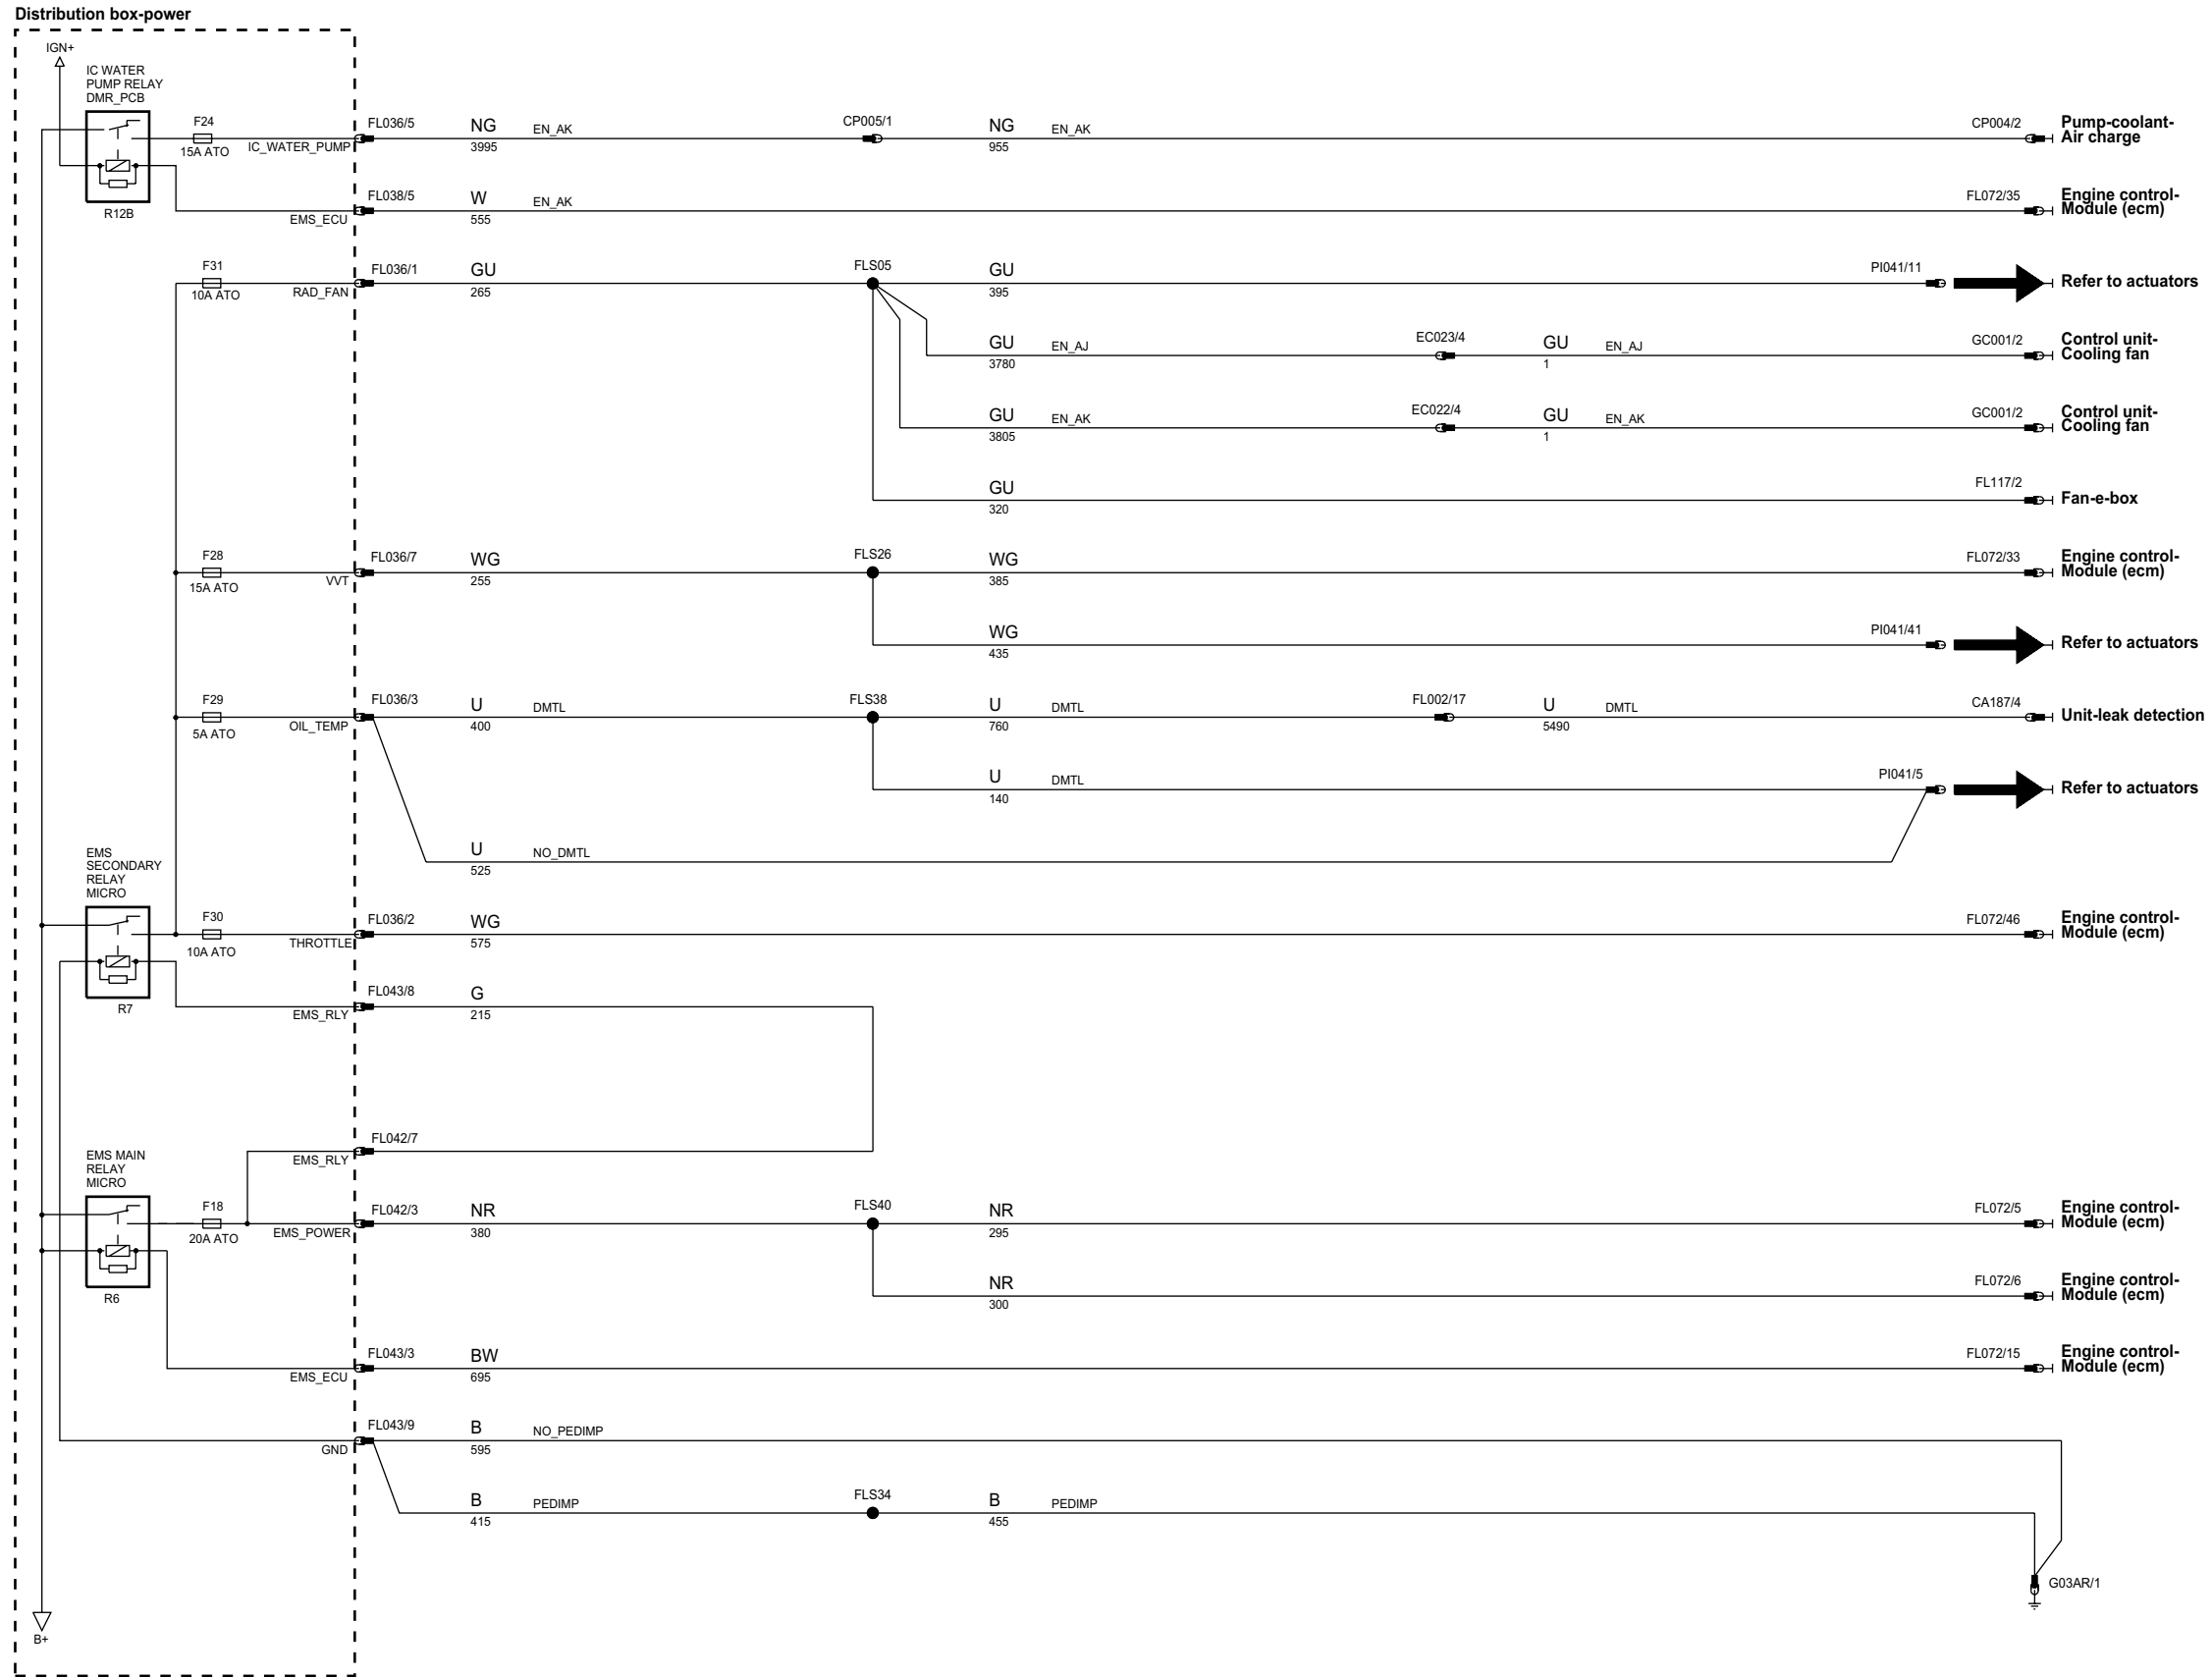 Distribution box-power
IGN+
IC WATER
PUMP RELAY
DMR_PCB
R12B
F24
15A ATO
IC_WATER_PUMP
FL036/5
NG
EN_AK
3995
CP005/1
NG
EN_AK
955
CP004/2
Pump-coolant-
Air charge
EMS_ECU
FL038/5
W
EN_AK
555
FL072/35
Engine control-
Module (ecm)
F31
10A ATO
RAD_FAN
FL036/1
GU
265
FLS05
GU
395
PI041/11
Refer to actuators
GU
EN_AJ
3780
EC023/4
GU
EN_AJ
1
GC001/2
Control unit-
Cooling fan
GU
EN_AK
3805
EC022/4
GU
EN_AK
1
GC001/2
Control unit-
Cooling fan
GU
320
FL117/2
Fan-e-box
F28
15A ATO
VVT
FL036/7
WG
255
FLS26
WG
385
FL072/33
Engine control-
Module (ecm)
WG
435
PI041/41
Refer to actuators
F29
5A ATO
OIL_TEMP
FL036/3
U
DMTL
400
FLS38
U
DMTL
760
FL002/17
U
DMTL
5490
CA187/4
Unit-leak detection
U
DMTL
140
PI041/5
Refer to actuators
U
NO_DMTL
525
EMS
SECONDARY
RELAY
MICRO
R7
F30
10A ATO
THROTTLE
FL036/2
WG
575
FL072/46
Engine control-
Module (ecm)
EMS_RLY
FL043/8
G
215
EMS_RLY
FL042/7
EMS MAIN
RELAY
MICRO
R6
F18
20A ATO
EMS_POWER
FL042/3
NR
380
FLS40
NR
295
FL072/5
Engine control-
Module (ecm)
NR
300
FL072/6
Engine control-
Module (ecm)
EMS_ECU
FL043/3
BW
695
FL072/15
Engine control-
Module (ecm)
GND
FL043/9
B
NO_PEDIMP
595
B
PEDIMP
415
FLS34
B
PEDIMP
455
G03AR/1
B+